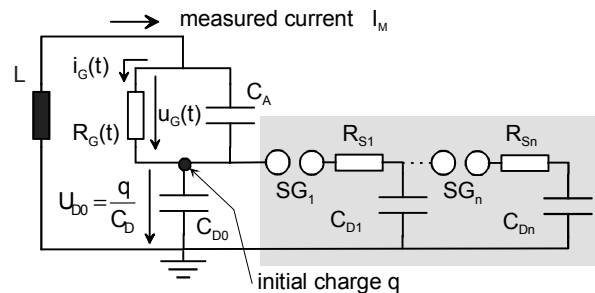 measured current I_M
L
i_G(t)
R_G(t)
u_G(t)
C_A
R_S1
R_Sn
SG_1
SG_n
U_D0 = q/C_D
C_D0
C_D1
C_Dn
initial charge q